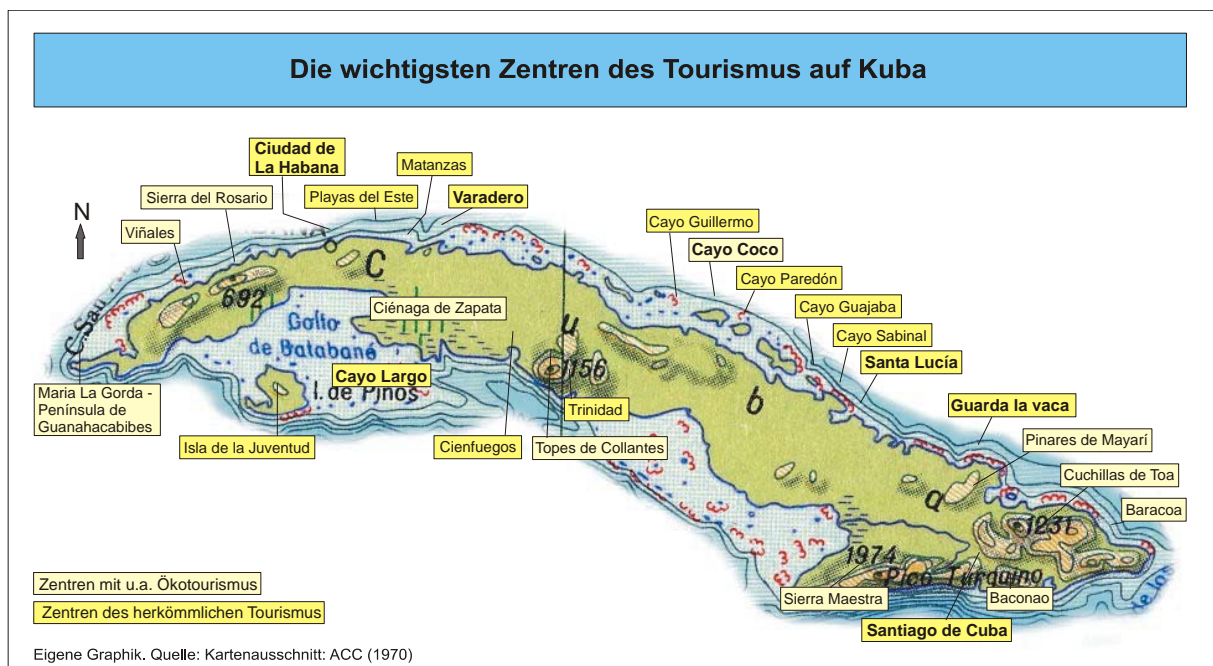 Die wichtigsten Zentren des Tourismus auf Kuba
Ciudad de
La Habana
Matanzas
Sierra del Rosario
Playas del Este
Varadero
N
Viñales
Cayo Guillermo
Cayo Coco
Cayo Paredón
Cayo Guajaba
Cayo Sabinal
Santa Lucía
C
692
Ciénaga de Zapata
C. San
Golfo
de Batabanó
u
1156
Cayo Largo
I. de Pinos
b
Maria La Gorda -
Península de
Guanahacabibes
Isla de la Juventud
Cienfuegos
Trinidad
Topes de Collantes
Guarda la vaca
Pinares de Mayarí
Cuchillas de Toa
a
Baracoa
1231
1974
Pico Turquino
Sierra Maestra
Baconao
Santiago de Cuba
Zentren mit u.a. Ökotourismus
Zentren des herkömmlichen Tourismus
Eigene Graphik. Quelle: Kartenausschnitt: ACC (1970)